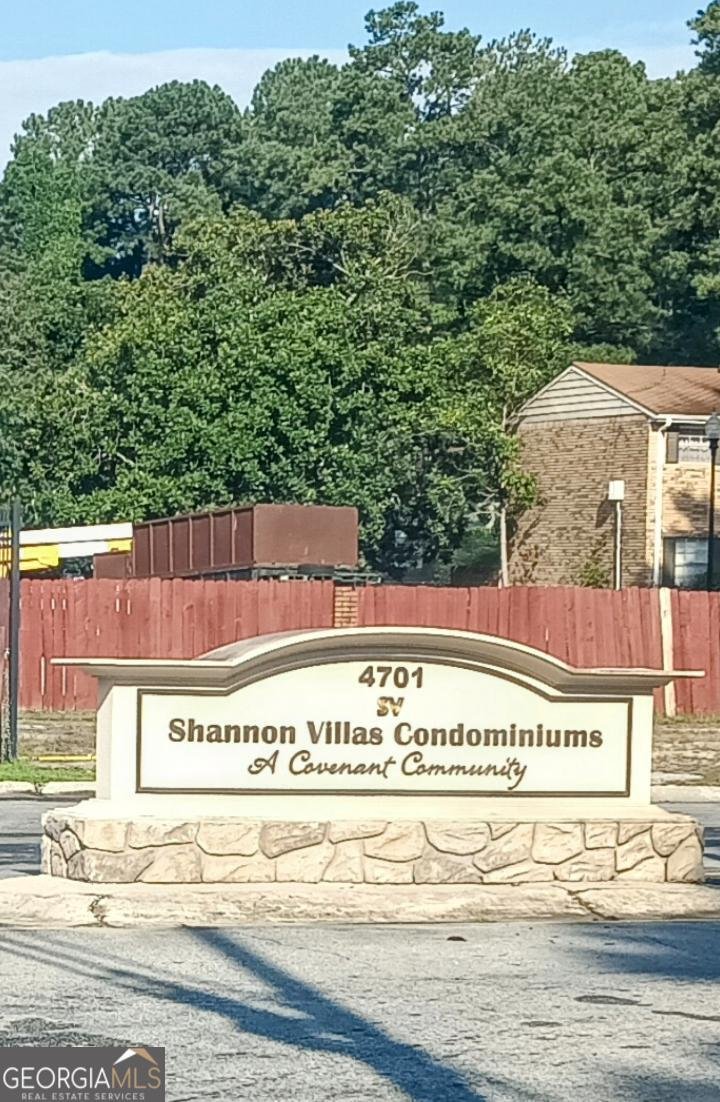 4701
SV
Shannon Villas Condominiums
A Covenant Community
GEORGIAMLS
REAL ESTATE SERVICES